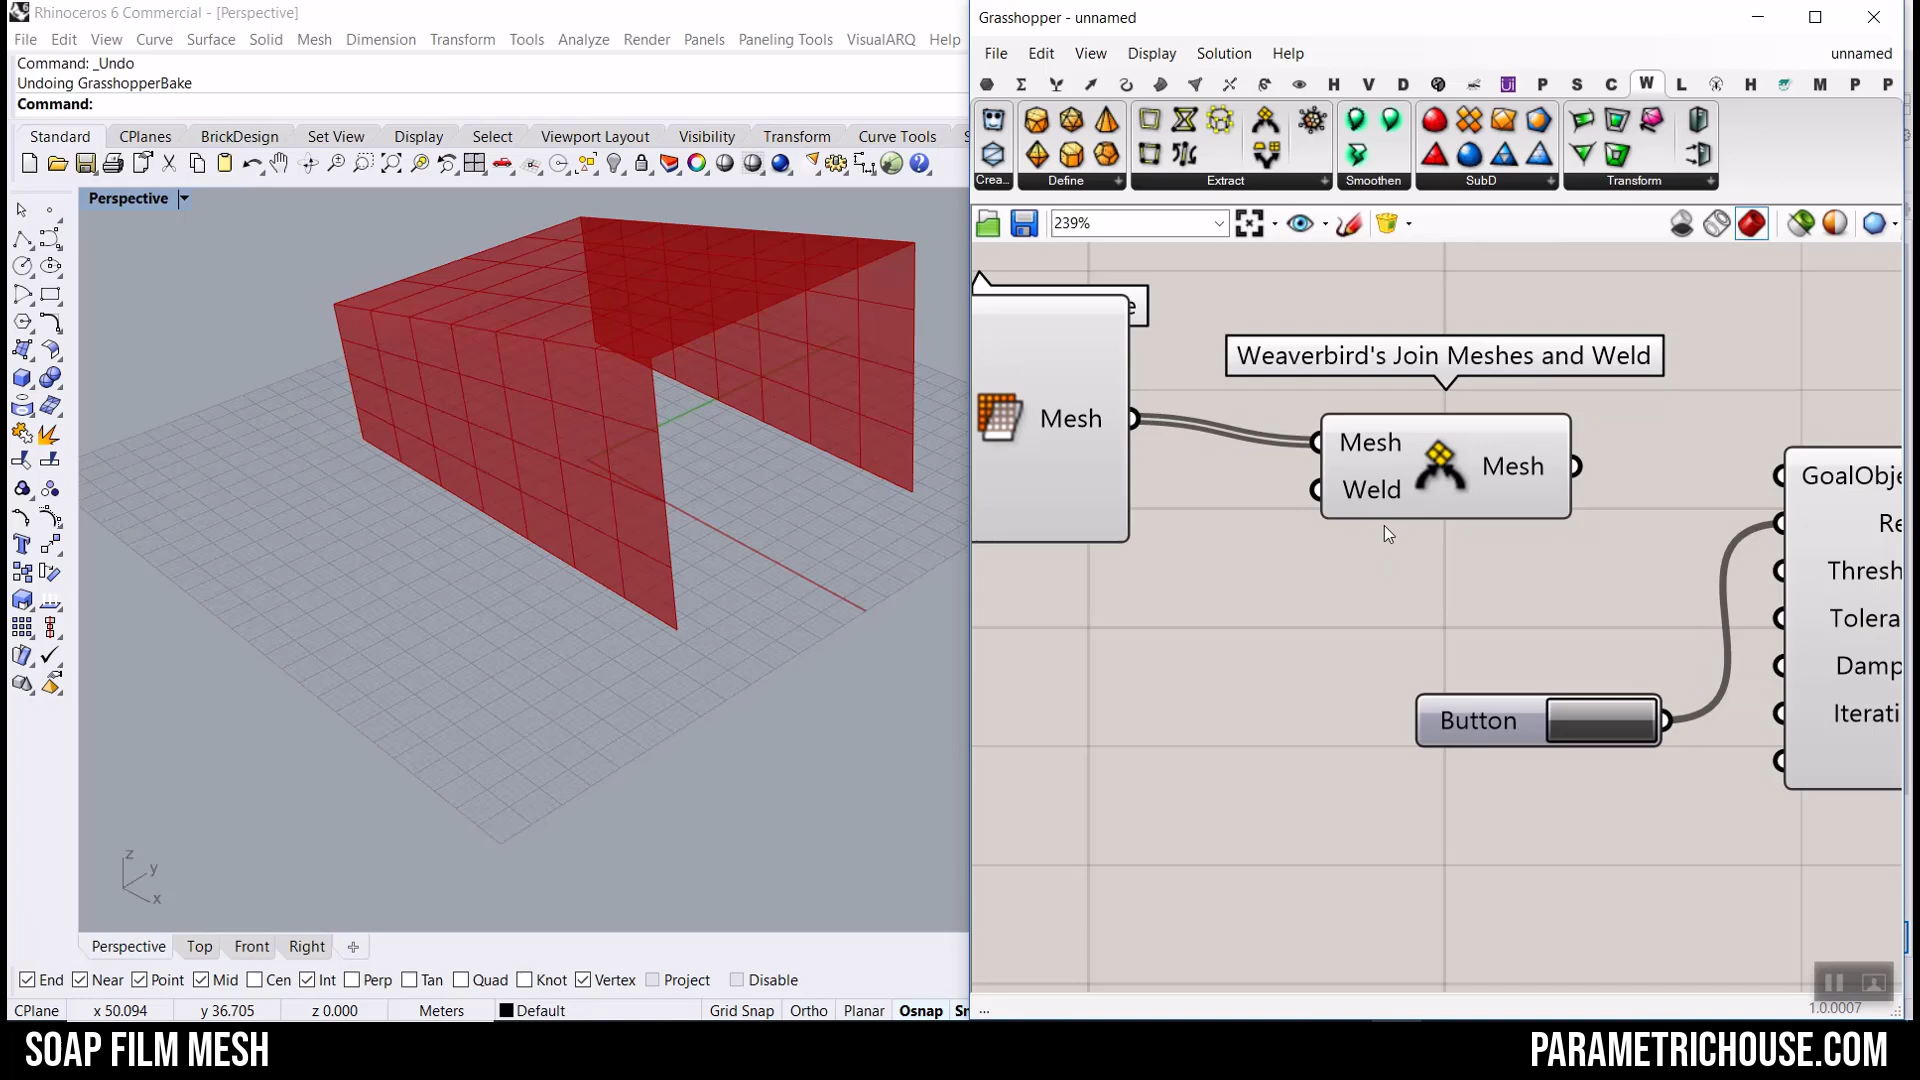 Rhinoceros 6 Commercial - [Perspective]
File Edit View Curve Surface Solid Mesh Dimension Transform Tools Analyze Render Panels Paneling Tools VisualARQ Help
Command: _Undo
Undoing GrasshopperBake
Command:
Standard CPlanes BrickDesign Set View Display Select Viewport Layout Visibility Transform Curve Tools S
Perspective
z
y
x
Perspective Top Front Right
End Near Point Mid Cen Int Perp Tan Quad Knot Vertex Project Disable
CPlane x 50.094 y 36.705 z 0.000 Meters Default Grid Snap Ortho Planar Osnap Sr
Grasshopper - unnamed
File Edit View Display Solution Help unnamed
H V D P S C W L H M P P
Crea... Define Extract Smoothen SubD Transform
239%
e
Weaverbird's Join Meshes and Weld
Mesh
Mesh
Weld
Mesh
GoalObje
Re
Thresh
Tolera
Damp
Iterati
Button
...
1.0.0007
SOAP FILM MESH
PARAMETRICHOUSE.COM